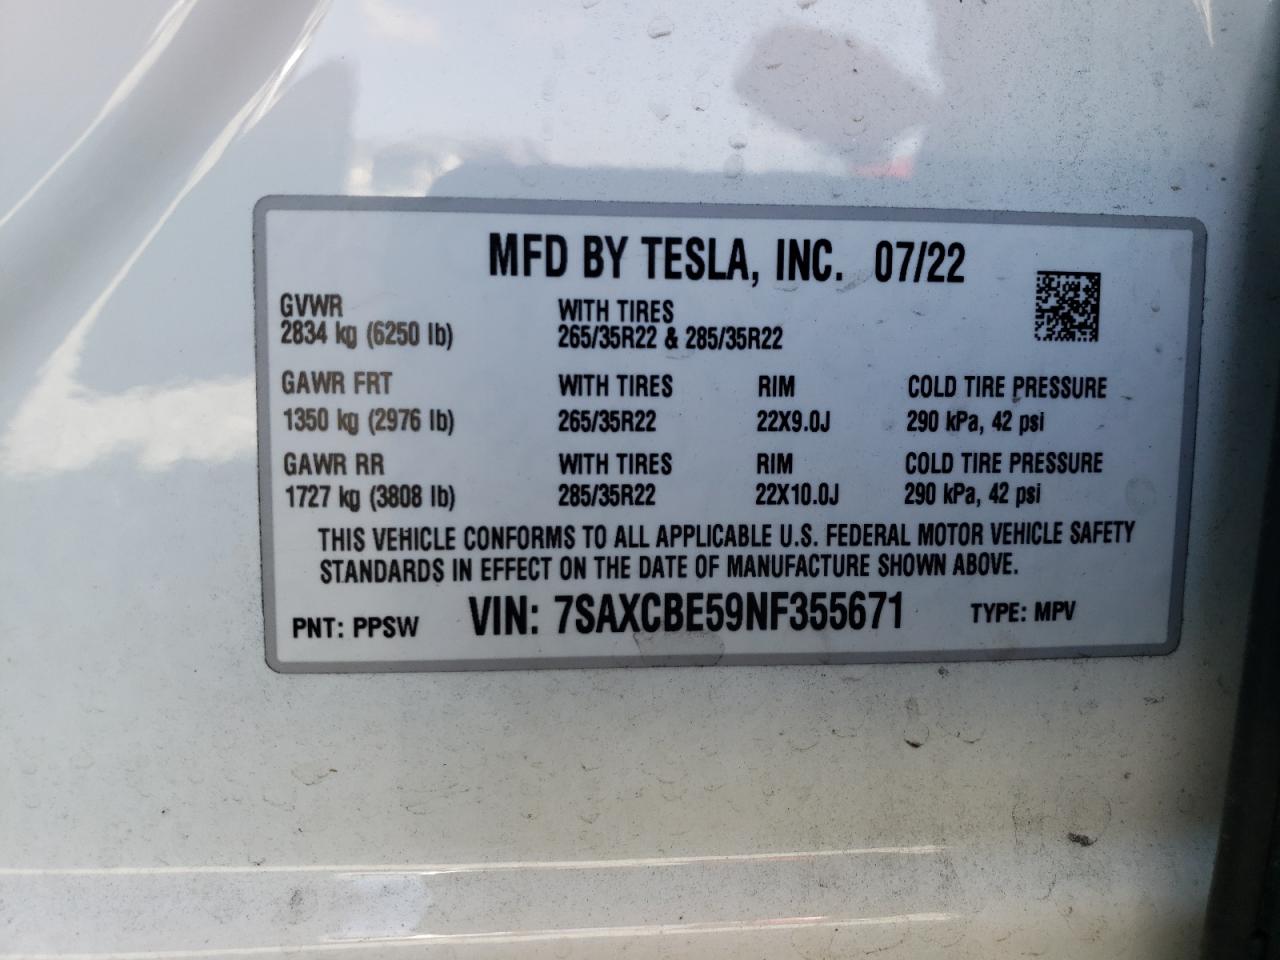 MFD BY TESLA, INC. 07/22
GVWR WITH TIRES
2834 kg (6250 lb) 265/35R22 & 285/35R22
GAWR FRT WITH TIRES RIM COLD TIRE PRESSURE
1350 kg (2976 lb) 265/35R22 22X9.0J 290 kPa, 42 psi
GAWR RR WITH TIRES RIM COLD TIRE PRESSURE
1727 kg (3808 lb) 285/35R22 22X10.0J 290 kPa, 42 psi
THIS VEHICLE CONFORMS TO ALL APPLICABLE U.S. FEDERAL MOTOR VEHICLE SAFETY
STANDARDS IN EFFECT ON THE DATE OF MANUFACTURE SHOWN ABOVE.
PNT: PPSW VIN: 7SAXCBE59NF355671 TYPE: MPV